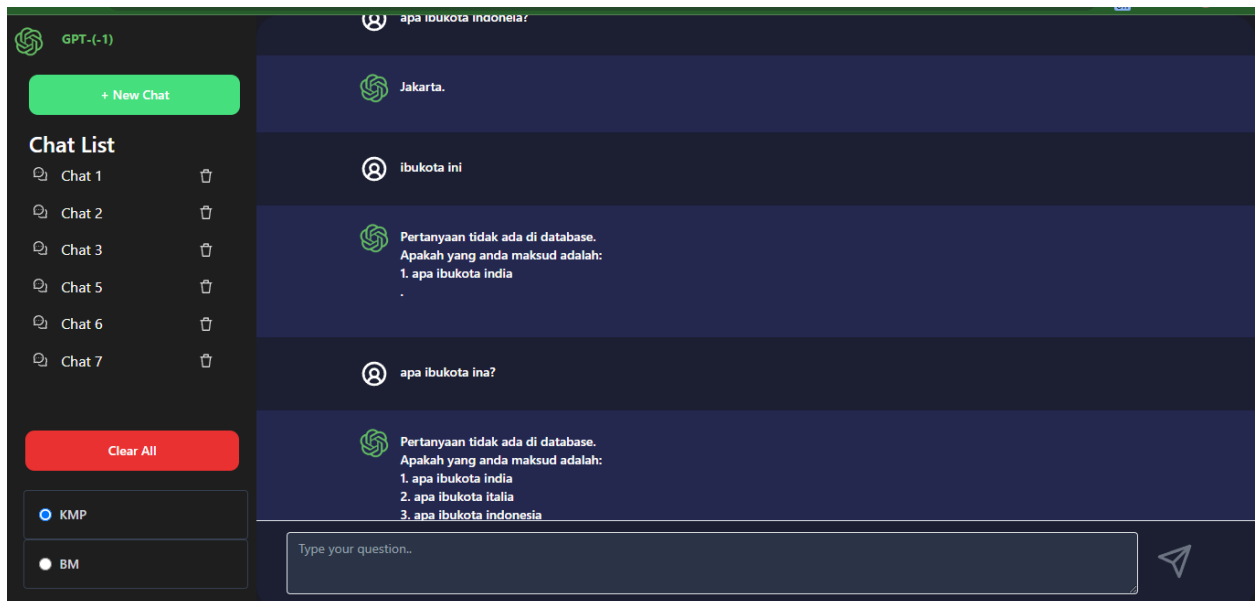 GPT-(-1)
+ New Chat
Chat List
Chat 1
Chat 2
Chat 3
Chat 5
Chat 6
Chat 7
Clear All
KMP
BM
apa ibukota indoneia?
Jakarta.
ibukota ini
Pertanyaan tidak ada di database.
Apakah yang anda maksud adalah:
1. apa ibukota india
.
apa ibukota ina?
Pertanyaan tidak ada di database.
Apakah yang anda maksud adalah:
1. apa ibukota india
2. apa ibukota italia
3. apa ibukota indonesia
Type your question..